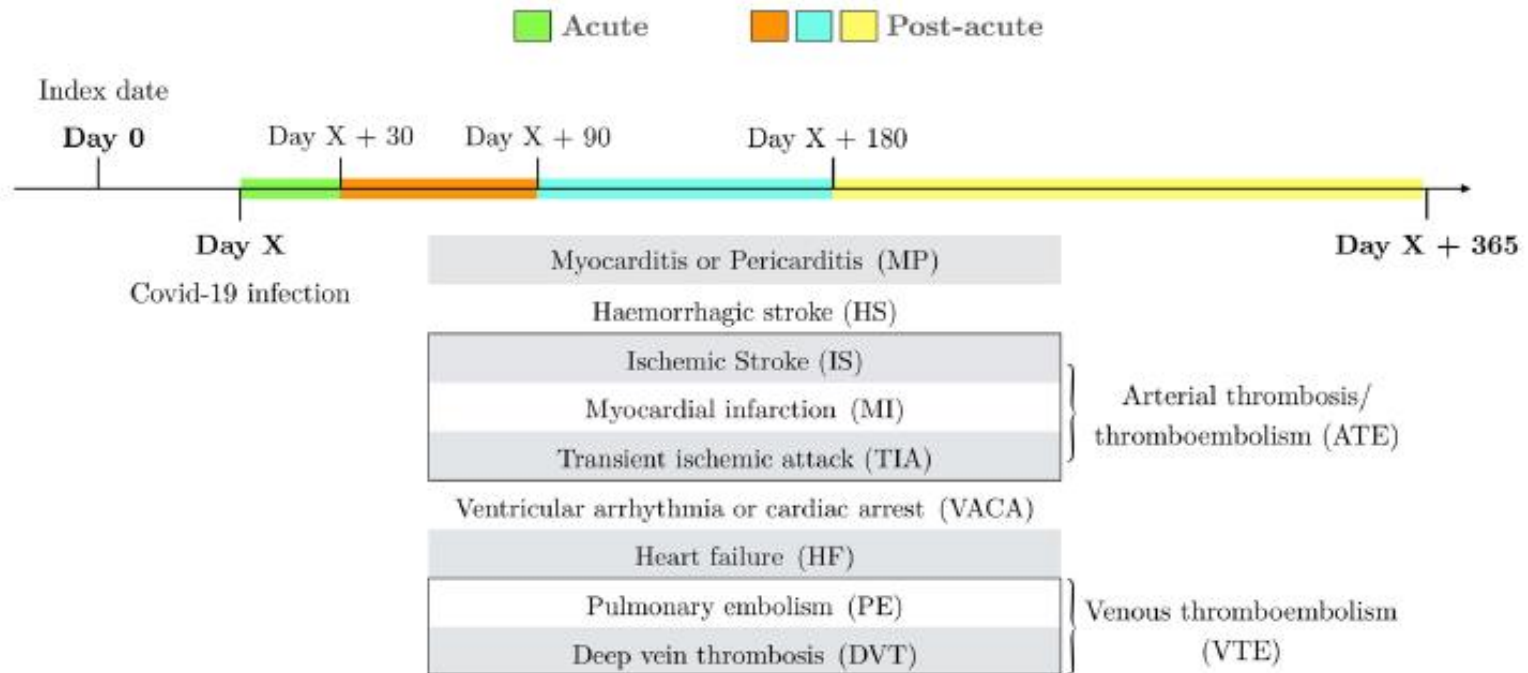 Acute
Post-acute
Index date
Day 0
Day X + 30
Day X + 90
Day X + 180
Day X
Covid-19 infection
Day X + 365
Myocarditis or Pericarditis (MP)
Haemorrhagic stroke (HS)
Ischemic Stroke (IS)
Myocardial infarction (MI)
Transient ischemic attack (TIA)
Arterial thrombosis/
thromboembolism (ATE)
Ventricular arrhythmia or cardiac arrest (VACA)
Heart failure (HF)
Pulmonary embolism (PE)
Deep vein thrombosis (DVT)
Venous thromboembolism
(VTE)